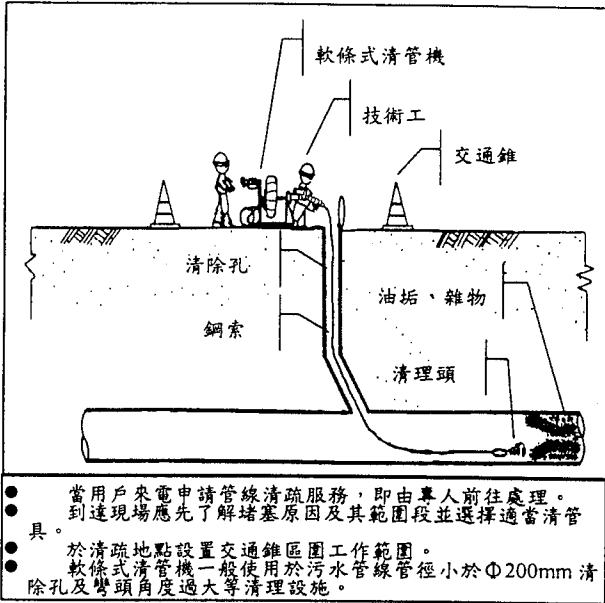 軟條式清管機
技術工
交通錐
清除孔
油垢、雜物
鋼索
清理頭
● 當用戶來電申請管線清疏服務，即由專人前往處理。
● 到達現場應先了解堵塞原因及其範圍段並選擇適當清管
具。
● 於清疏地點設置交通錐區圍工作範圍。
● 軟條式清管機一般使用於污水管線管徑小於Φ200mm 清
除孔及彎頭角度過大等清理設施。